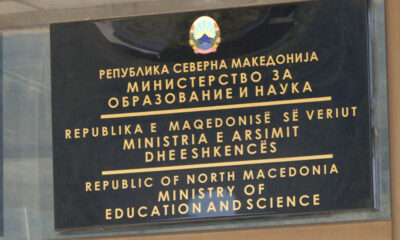 РЕПУБЛИКА СЕВЕРНА МАКЕДОНИЈА
МИНИСТЕРСТВО ЗА
ОБРАЗОВАНИЕ И НАУКА
REPUBLIKA E MAQEDONISË SË VERIUT
MINISTRIA E ARSIMIT
DHE E SHKENCËS
REPUBLIC OF NORTH MACEDONIA
MINISTRY OF
EDUCATION AND SCIENCE